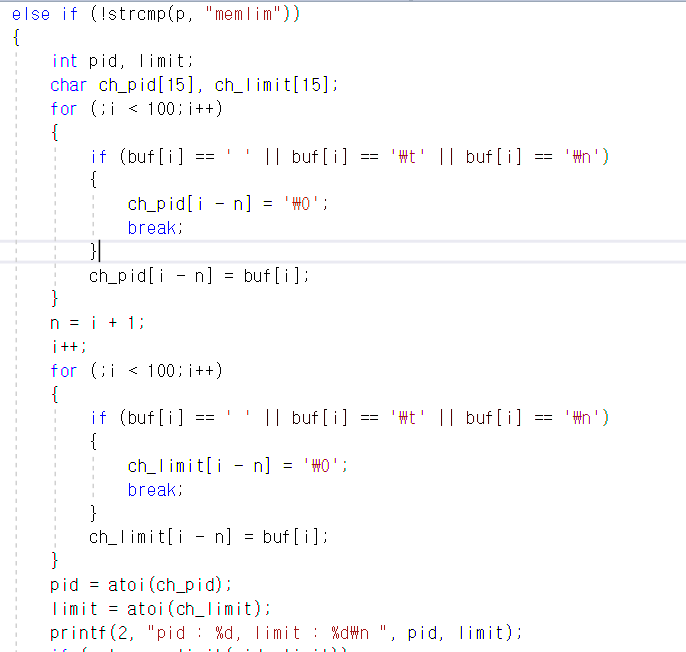 else if (!strcmp(p, "memlim"))
{
int pid, limit;
char ch_pid[15], ch_limit[15];
for (;i < 100;i++)
{
if (buf[i] == ' ' || buf[i] == '₩t' || buf[i] == '₩n')
{
ch_pid[i - n] = '₩0';
break;
}
ch_pid[i - n] = buf[i];
}
n = i + 1;
i++;
for (;i < 100;i++)
{
if (buf[i] == ' ' || buf[i] == '₩t' || buf[i] == '₩n')
{
ch_limit[i - n] = '₩0';
break;
}
ch_limit[i - n] = buf[i];
}
pid = atoi(ch_pid);
limit = atoi(ch_limit);
printf(2, "pid : %d, limit : %d₩n ", pid, limit);